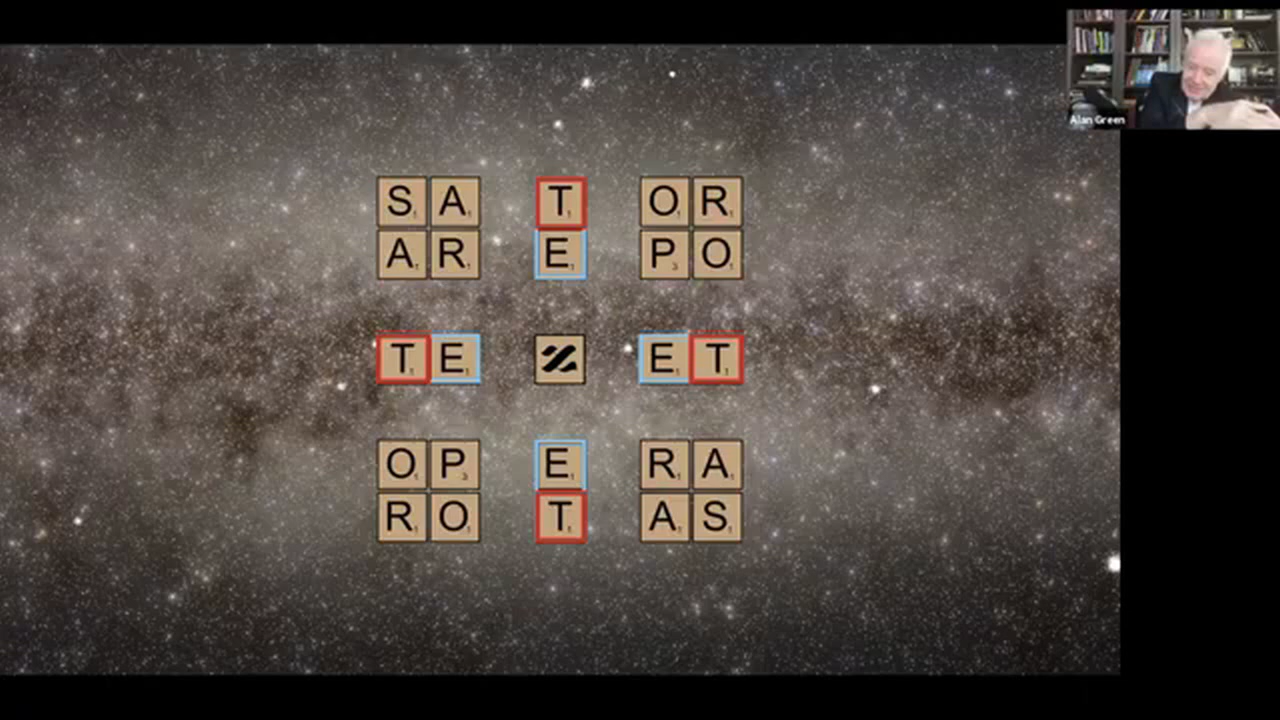 Alan Green
SA T OR
AR E PO
TE ET
OP E RA
RO T AS